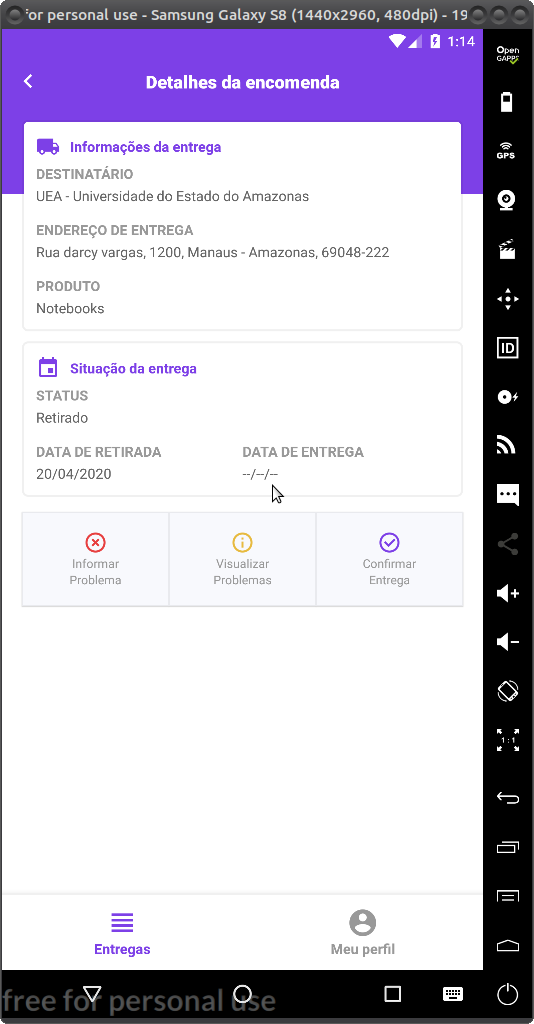 for personal use - Samsung Galaxy S8 (1440x2960, 480dpi) - 19
1:14
Open
GAPPS
Detalhes da encomenda
GPS
Informações da entrega
DESTINATÁRIO
UEA - Universidade do Estado do Amazonas
ENDEREÇO DE ENTREGA
Rua darcy vargas, 1200, Manaus - Amazonas, 69048-222
PRODUTO
Notebooks
ID
Situação da entrega
STATUS
Retirado
DATA DE RETIRADA
DATA DE ENTREGA
20/04/2020
--/--/--
Informar
Problema
Visualizar
Problemas
Confirmar
Entrega
1:1
Entregas
Meu perfil
free for personal use